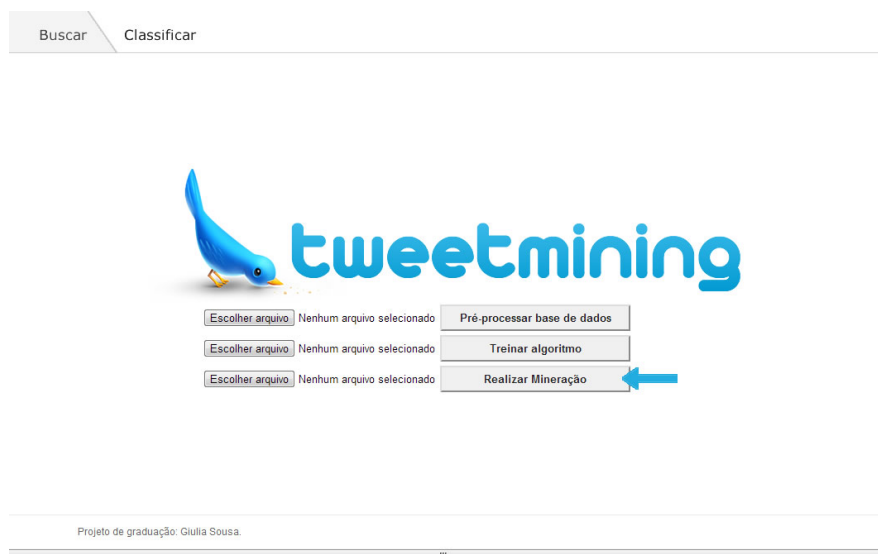 Buscar Classificar
tweetmining
Escolher arquivo Nenhum arquivo selecionado Pré-processar base de dados
Escolher arquivo Nenhum arquivo selecionado Treinar algoritmo
Escolher arquivo Nenhum arquivo selecionado Realizar Mineração
Projeto de graduação: Giulia Sousa.